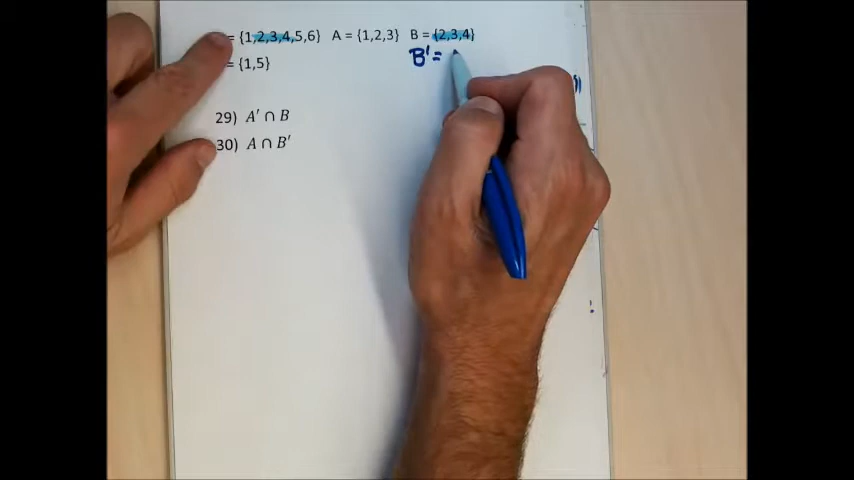 = {1,2,3,4,5,6} A = {1,2,3} B = {2,3,4}
B' =
= {1,5}
29) A′ ∩ B
30) A ∩ B′